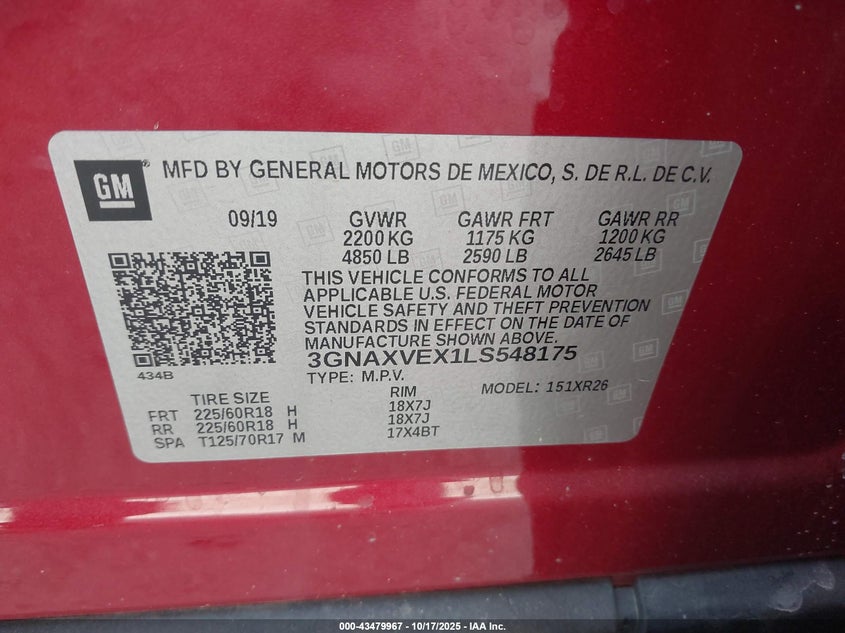 GM ® MFD BY GENERAL MOTORS DE MEXICO, S. DE R.L. DE C.V.
09/19 GVWR GAWR FRT GAWR RR
2200 KG 1175 KG 1200 KG
4850 LB 2590 LB 2645 LB
THIS VEHICLE CONFORMS TO ALL
APPLICABLE U.S. FEDERAL MOTOR
VEHICLE SAFETY AND THEFT PREVENTION
STANDARDS IN EFFECT ON THE DATE OF
MANUFACTURE SHOWN ABOVE.
3GNAXVEX1LS548175
434B TYPE: M.P.V. MODEL: 151XR26
TIRE SIZE RIM
FRT 225/60R18 H 18X7J
RR 225/60R18 H 18X7J
SPA T125/70R17 M 17X4BT
000-43479967 - 10/17/2025 - IAA Inc.